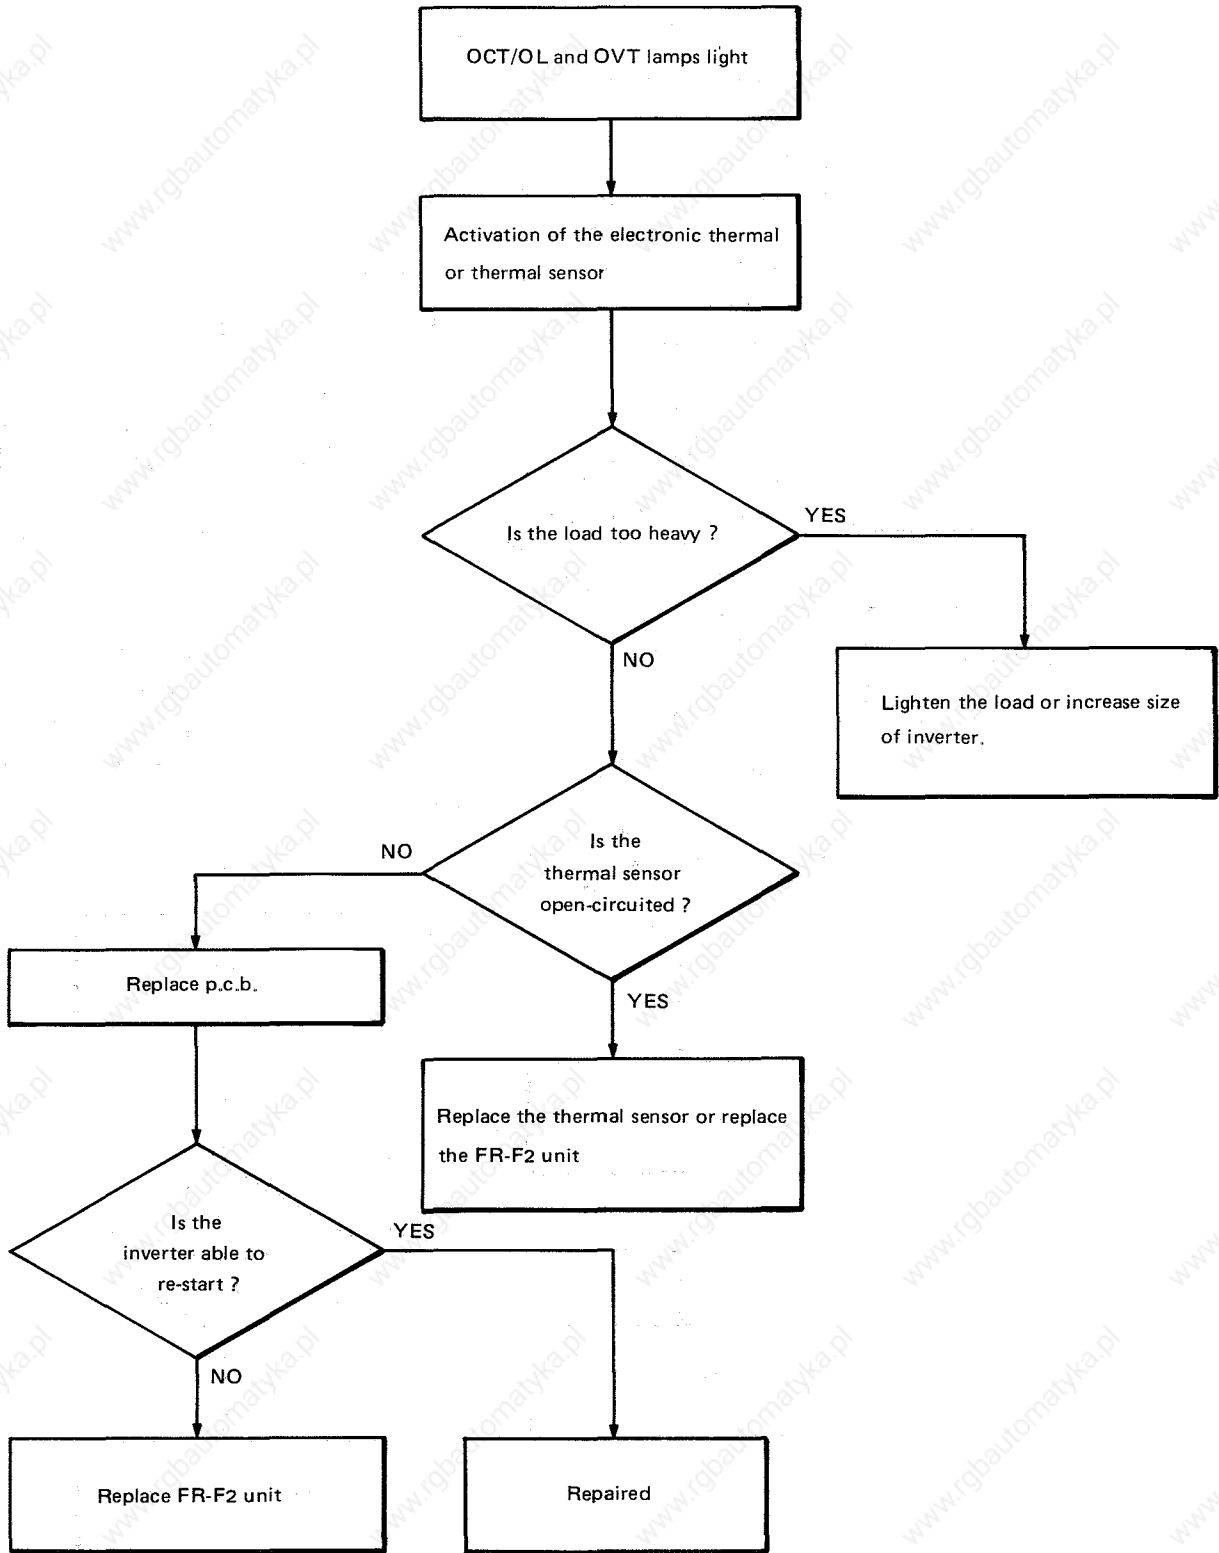 OCT/OL and OVT lamps light
Activation of the electronic thermal
or thermal sensor
Is the load too heavy ?
YES
NO
Lighten the load or increase size
of inverter.
Is the
thermal sensor
open-circuited ?
NO
YES
Replace p.c.b.
Replace the thermal sensor or replace
the FR-F2 unit
Is the
inverter able to
re-start ?
YES
NO
Replace FR-F2 unit
Repaired
www.rgbautomatyka.pl